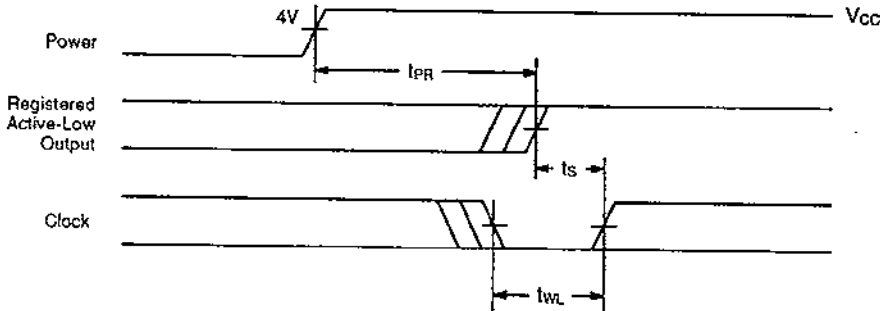 4V
VCC
Power
tPR
Registered
Active-Low
Output
tS
Clock
tWL